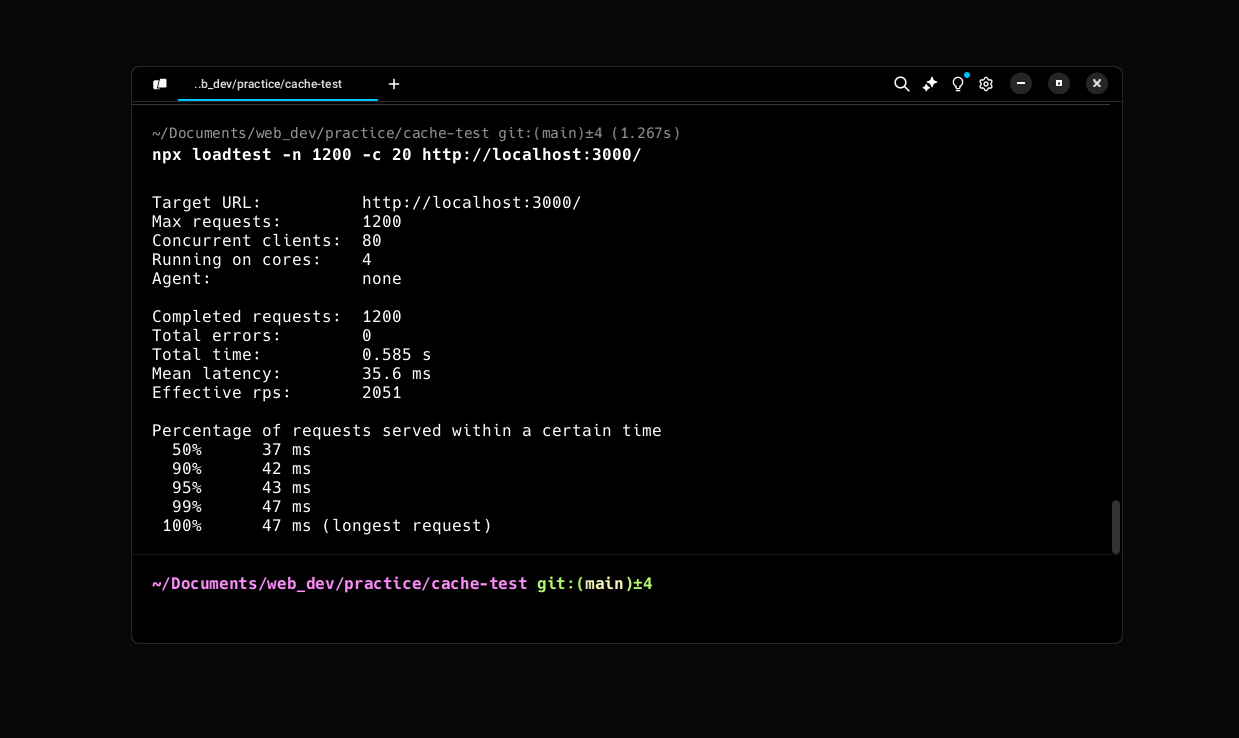 ..b_dev/practice/cache-test
~/Documents/web_dev/practice/cache-test git:(main)±4 (1.267s)
npx loadtest -n 1200 -c 20 http://localhost:3000/
Target URL: http://localhost:3000/
Max requests: 1200
Concurrent clients: 80
Running on cores: 4
Agent: none
Completed requests: 1200
Total errors: 0
Total time: 0.585 s
Mean latency: 35.6 ms
Effective rps: 2051
Percentage of requests served within a certain time
50% 37 ms
90% 42 ms
95% 43 ms
99% 47 ms
100% 47 ms (longest request)
~/Documents/web_dev/practice/cache-test git:(main)±4